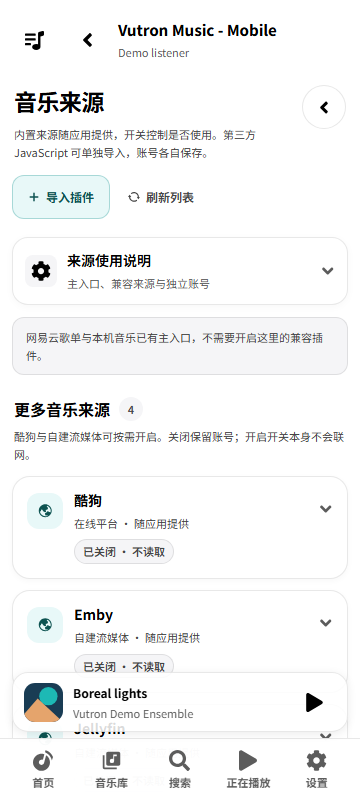 Vutron Music - Mobile
Demo listener
音乐来源
内置来源随应用提供，开关控制是否使用。第三方
JavaScript 可单独导入，账号各自保存。
导入插件
刷新列表
来源使用说明
主入口、兼容来源与独立账号
网易云歌单与本机音乐已有主入口，不需要开启这里的兼容插
件。
更多音乐来源 4
酷狗与自建流媒体可按需开启。关闭保留账号；开启开关本身不会联
网。
酷狗
在线平台 · 随应用提供
已关闭 · 不读取
Emby
自建流媒体 · 随应用提供
已关闭 · 不读取
Boreal lights
Vutron Demo Ensemble
Jellyfin
首页
音乐库
搜索
正在播放
设置